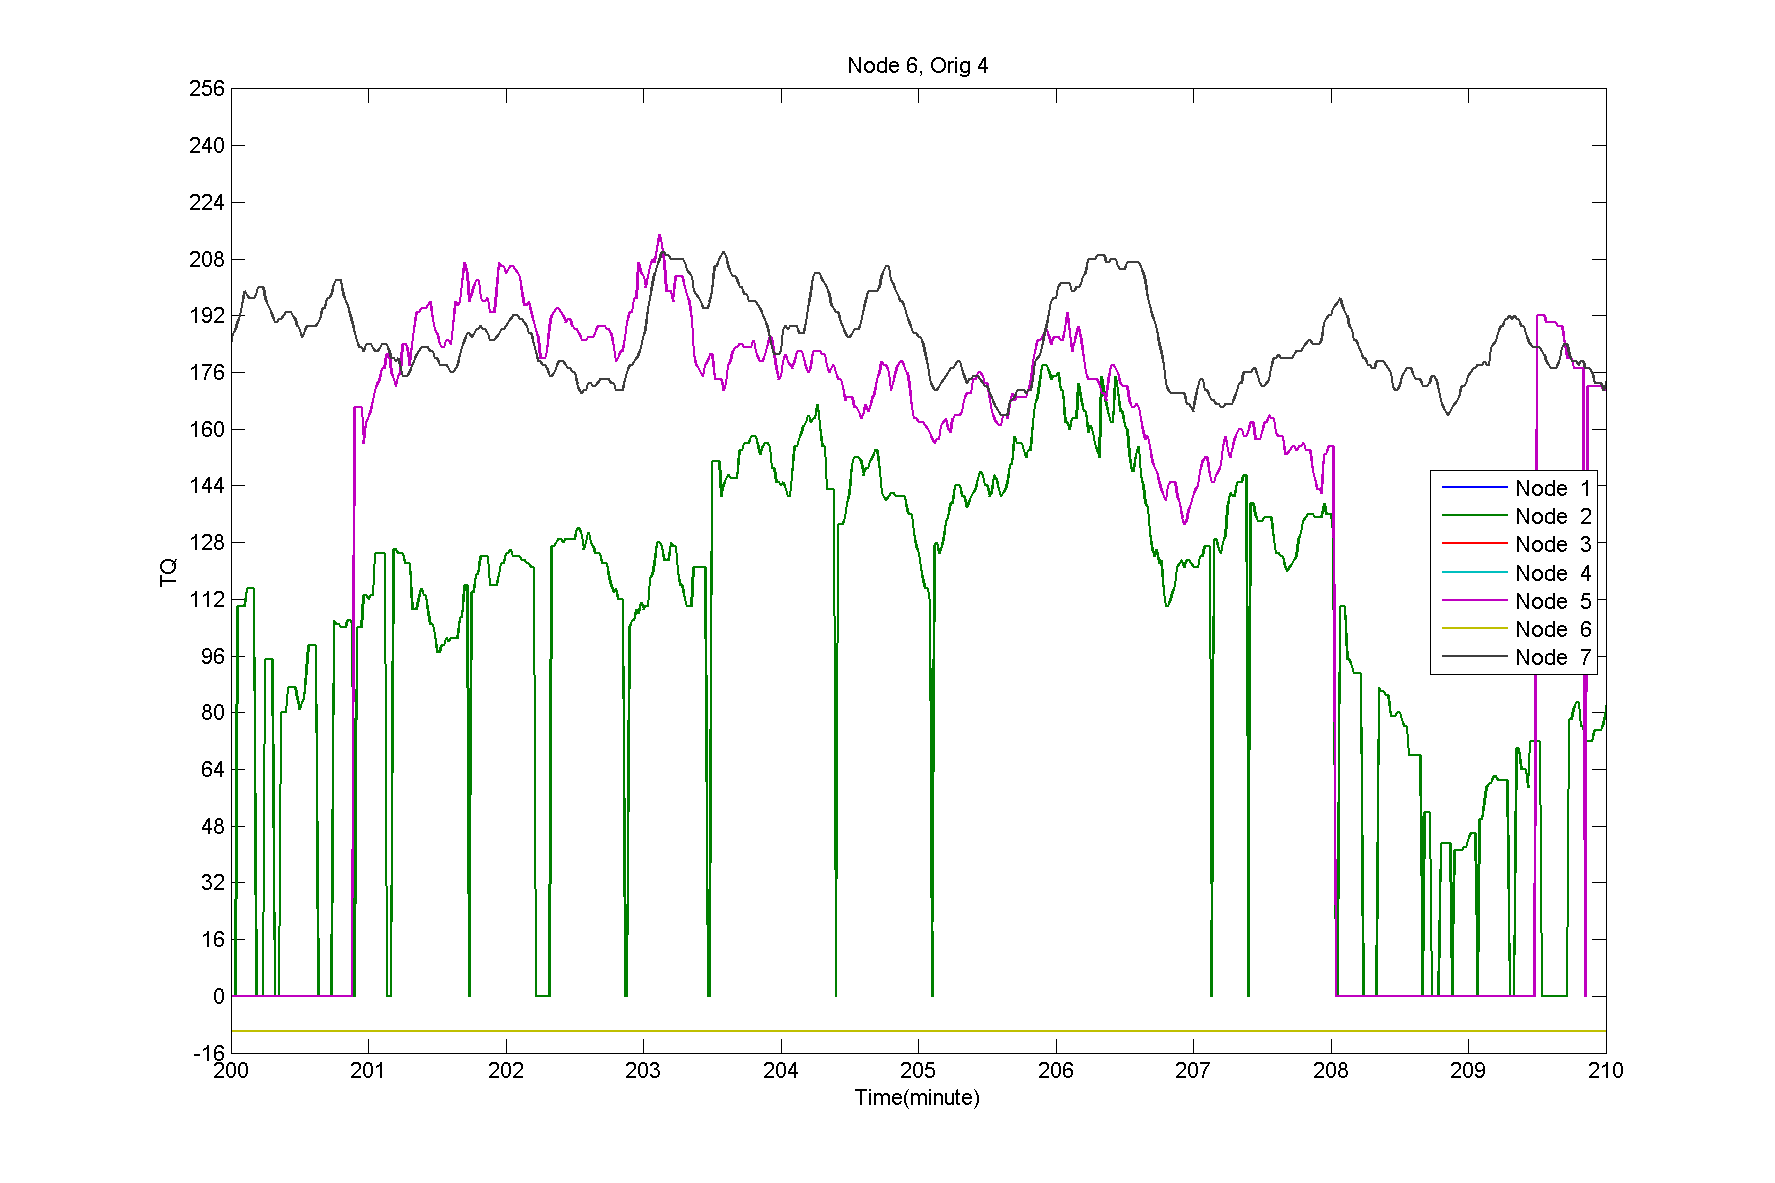 Node 6, Orig 4
256
240
224
208
192
176
160
144
128
112
96
80
64
48
32
16
0
-16
TQ
Node 1
Node 2
Node 3
Node 4
Node 5
Node 6
Node 7
200 201 202 203 204 205 206 207 208 209 210
Time(minute)